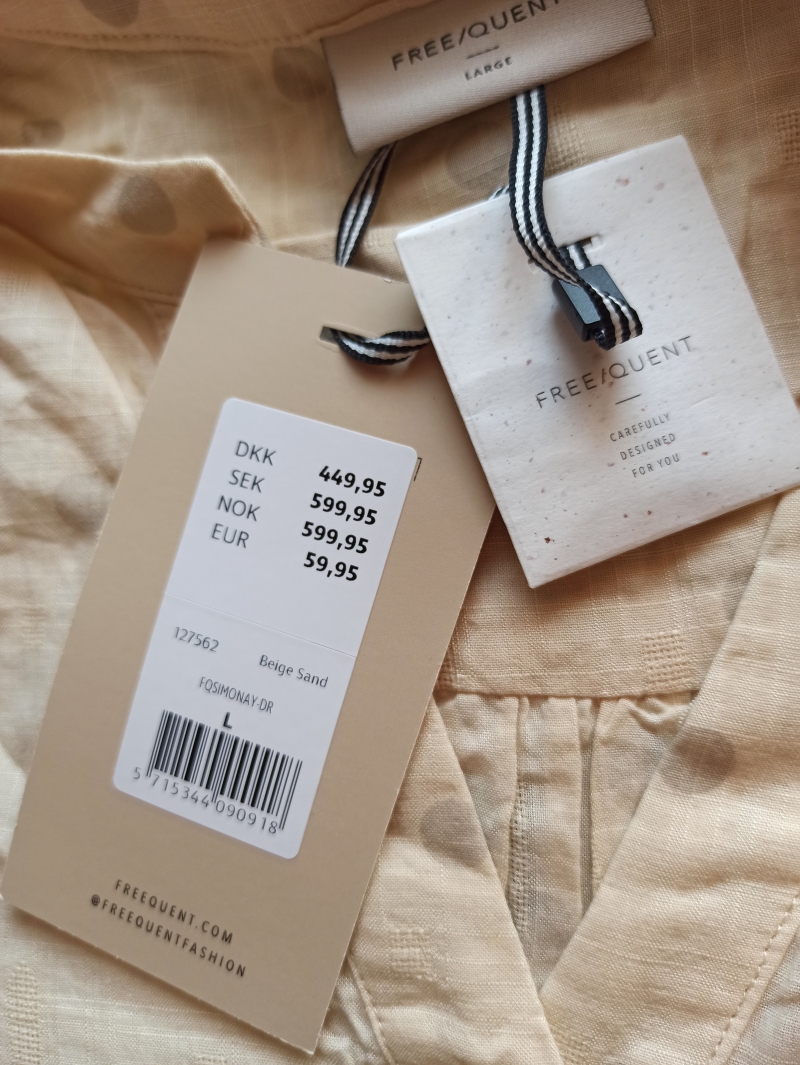 FREE/QUENT
LARGE
FREE/QUENT
CAREFULLY
DESIGNED
FOR YOU
DKK 449,95
SEK 599,95
NOK 599,95
EUR 59,95
127562 Beige Sand
FQSIMONAY-DR
L
5 715344 090918
FREEQUENT.COM
@FREEQUENTFASHION